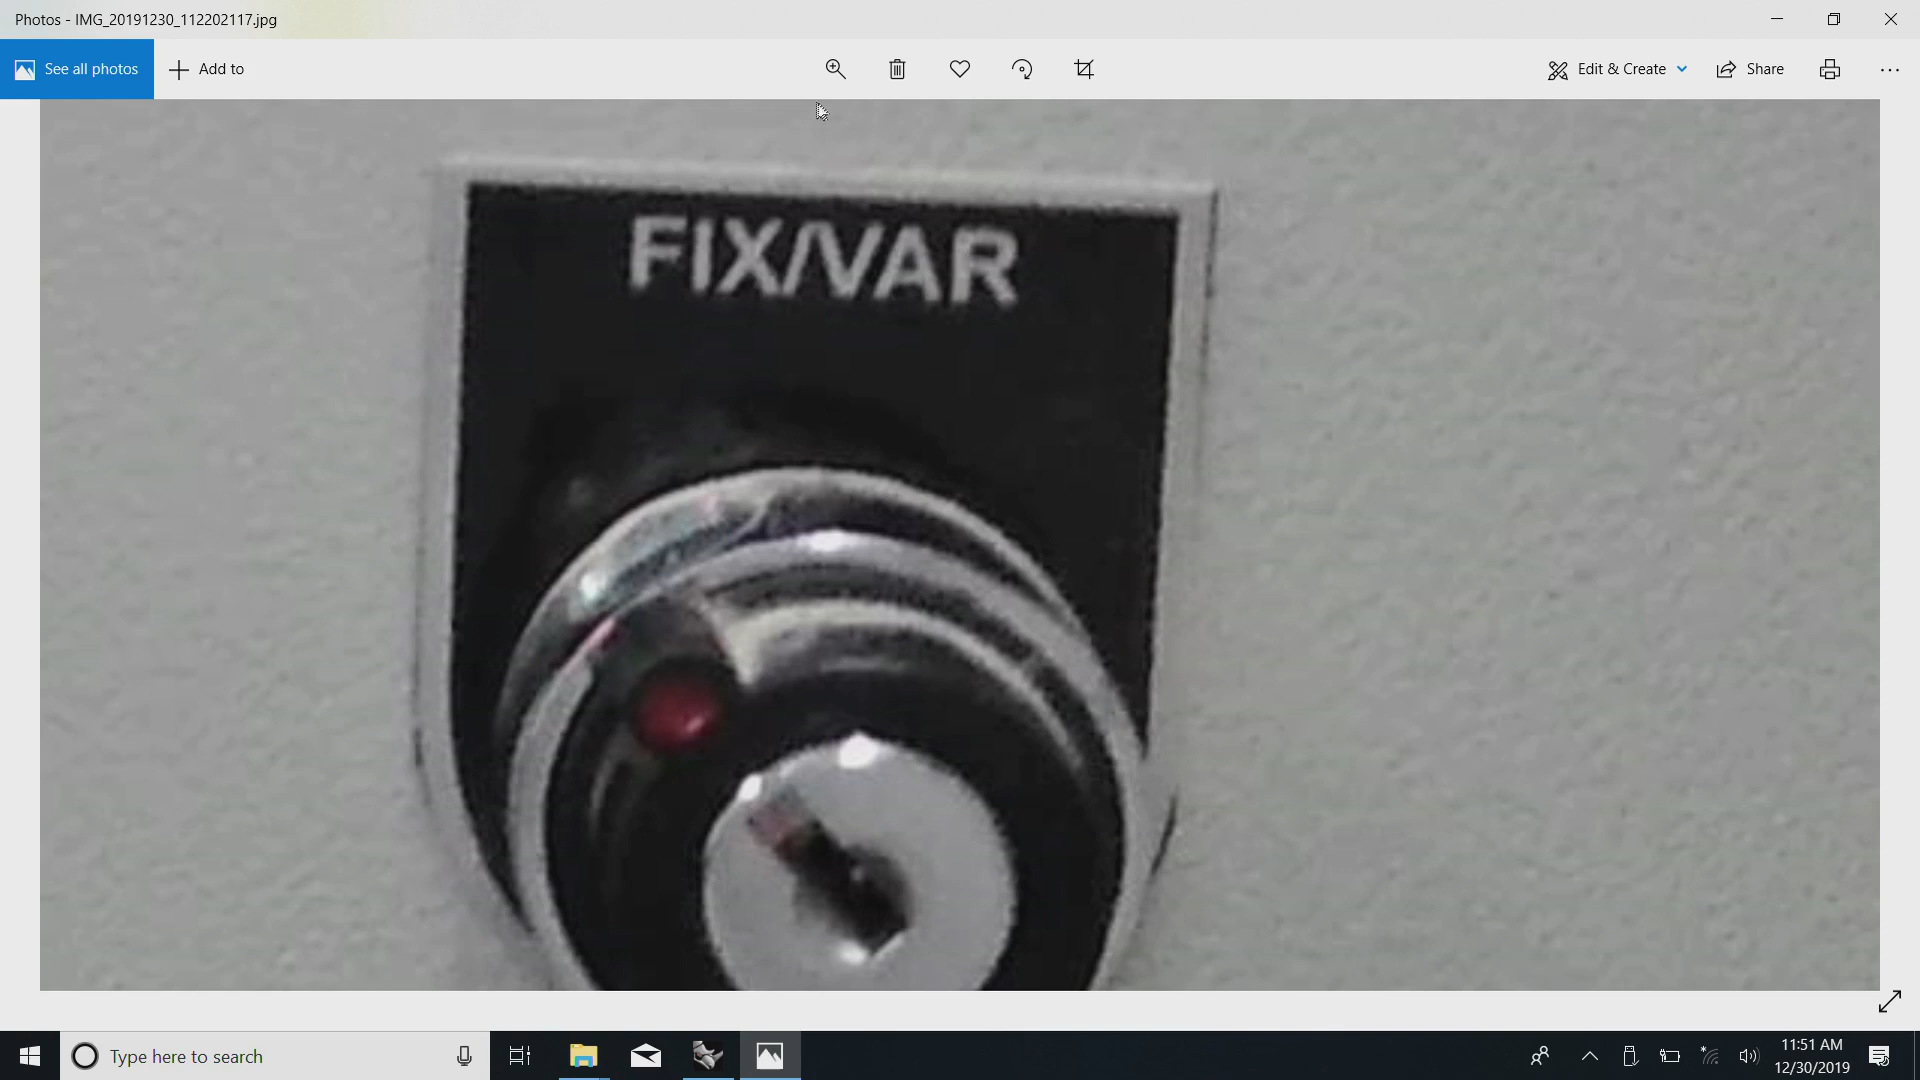 Photos - IMG_20191230_112202117.jpg
See all photos
Add to
Edit & Create
Share
FIX/VAR
Type here to search
11:51 AM
12/30/2019